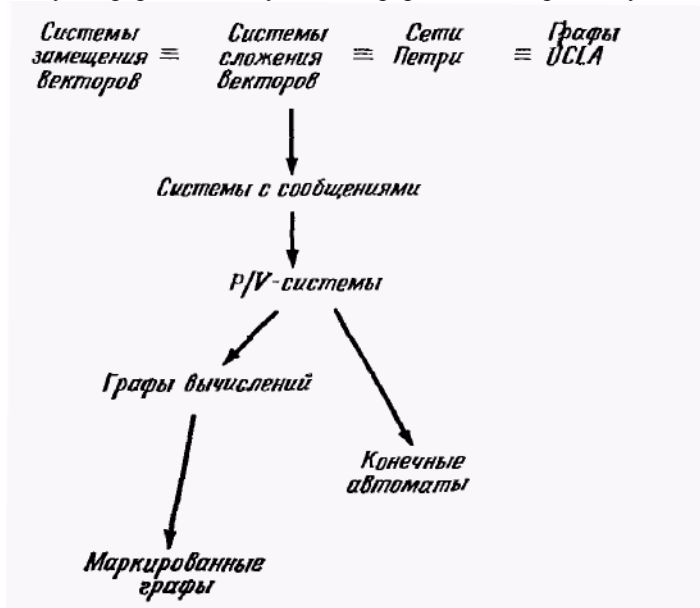 Системы Системы Сети Графы
замещения ≡ сложения ≡ Петри ≡ UCLA
векторов векторов
Системы с сообщениями
P/V-системы
Графы вычислений
Конечные
автоматы
Маркированные
графы